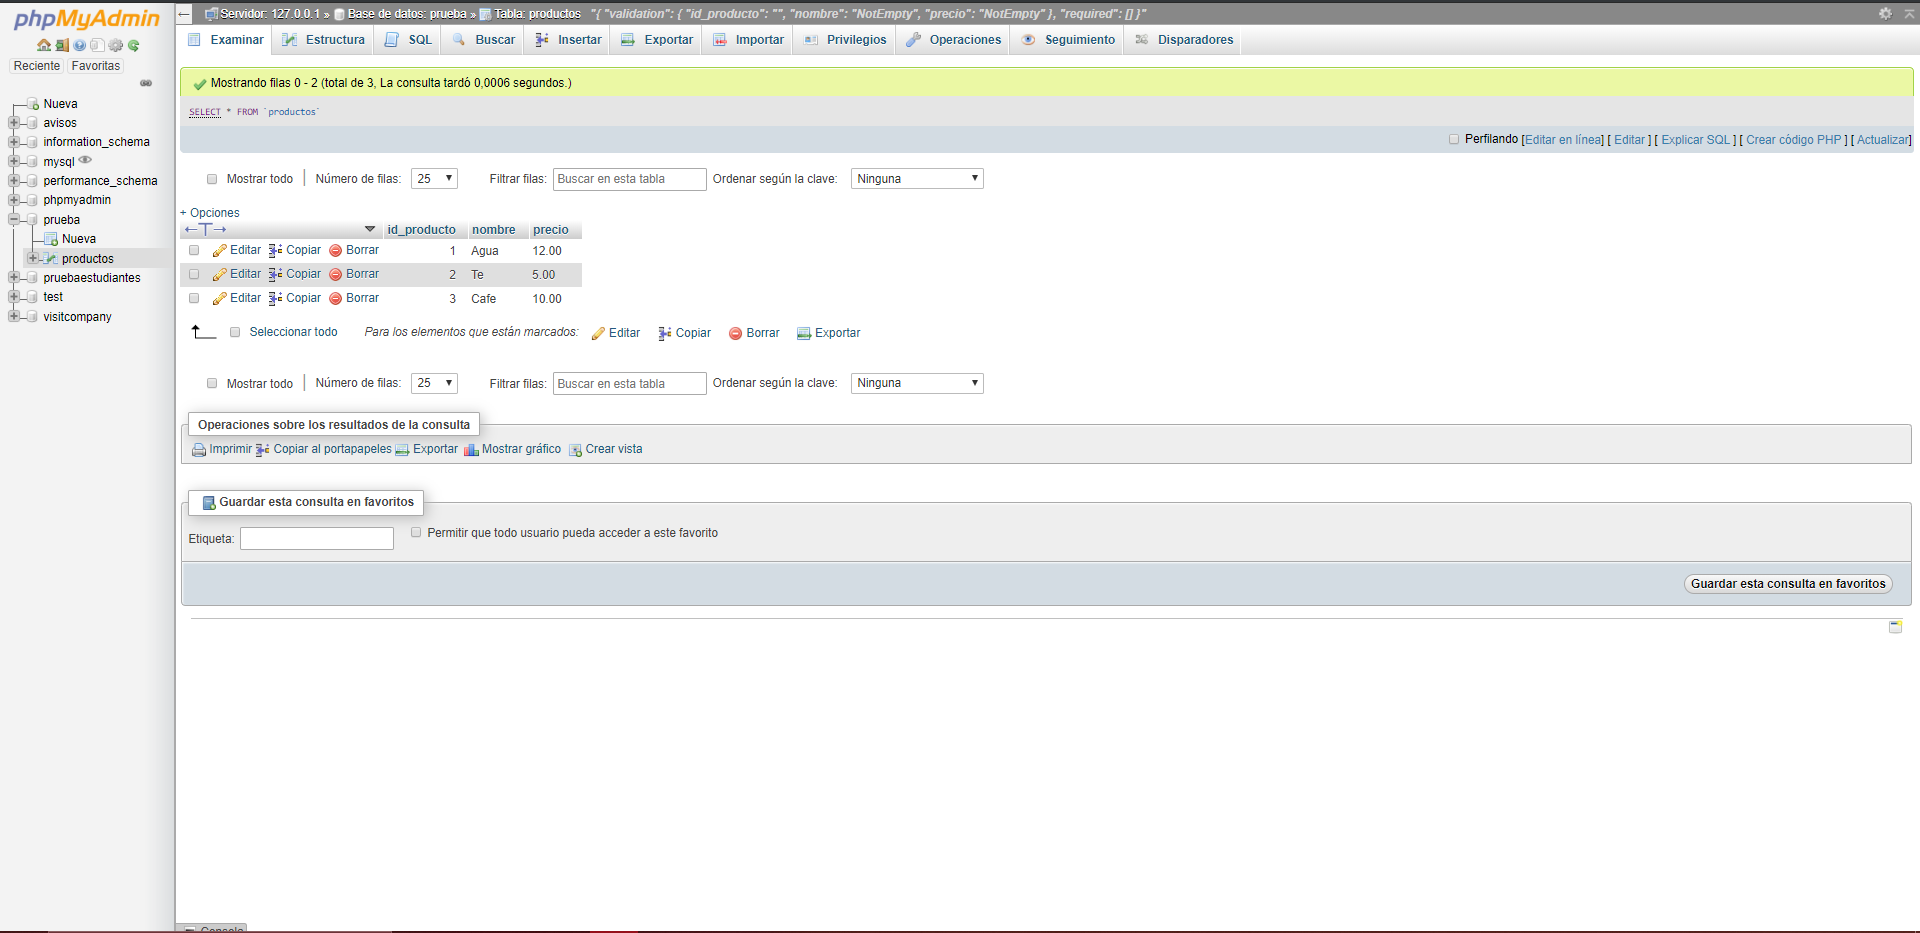 phpMyAdmin
Reciente Favoritas
Nueva
avisos
information_schema
mysql
performance_schema
phpmyadmin
prueba
Nueva
productos
pruebaestudiantes
test
visitcompany
← Servidor: 127.0.0.1 » Base de datos: prueba » Tabla: productos "{ "validation": { "id_producto": "", "nombre": "NotEmpty", "precio": "NotEmpty" }, "required": [] }"
Examinar Estructura SQL Buscar Insertar Exportar Importar Privilegios Operaciones Seguimiento Disparadores
Mostrando filas 0 - 2 (total de 3, La consulta tardó 0,0006 segundos.)
SELECT * FROM `productos`
Perfilando [Editar en línea] [ Editar ] [ Explicar SQL ] [ Crear código PHP ] [ Actualizar]
Mostrar todo | Número de filas: 25 Filtrar filas: Buscar en esta tabla Ordenar según la clave: Ninguna
+ Opciones
←T→ id_producto nombre precio
Editar Copiar Borrar 1 Agua 12.00
Editar Copiar Borrar 2 Te 5.00
Editar Copiar Borrar 3 Cafe 10.00
Seleccionar todo Para los elementos que están marcados: Editar Copiar Borrar Exportar
Mostrar todo | Número de filas: 25 Filtrar filas: Buscar en esta tabla Ordenar según la clave: Ninguna
Operaciones sobre los resultados de la consulta
Imprimir Copiar al portapapeles Exportar Mostrar gráfico Crear vista
Guardar esta consulta en favoritos
Etiqueta: Permitir que todo usuario pueda acceder a este favorito
Guardar esta consulta en favoritos
Consola